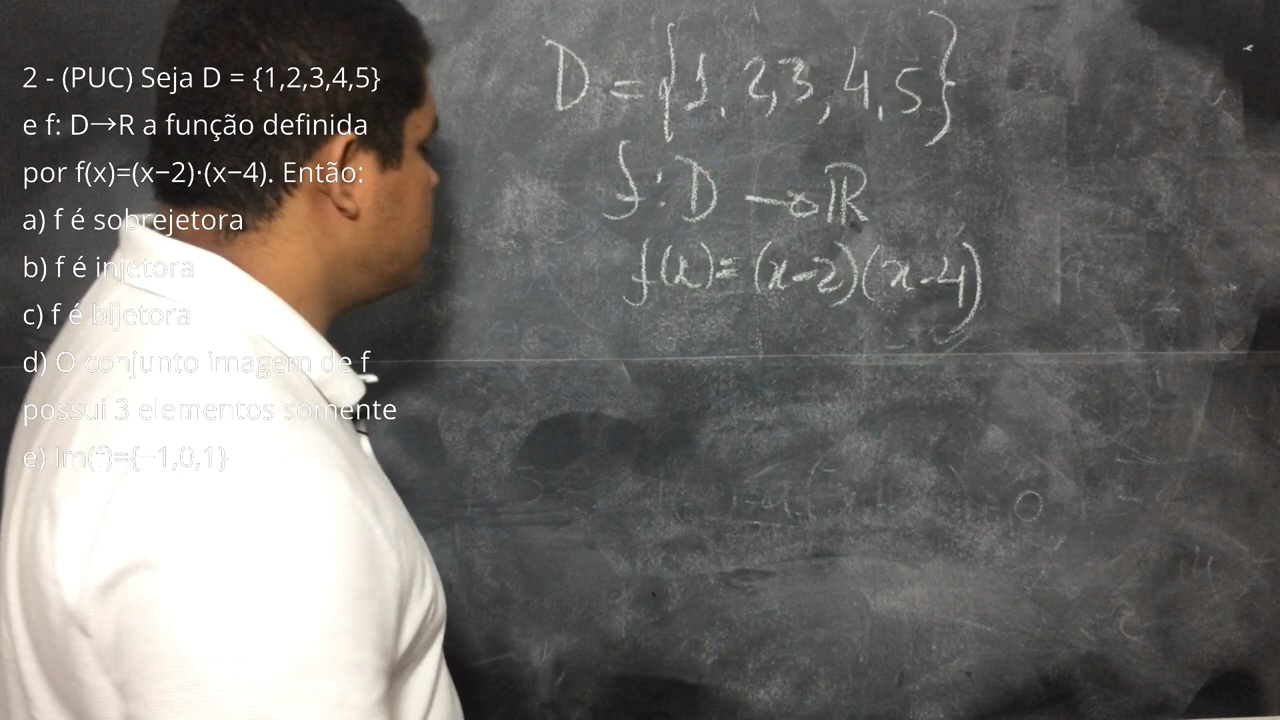 2 - (PUC) Seja D = {1,2,3,4,5}
e f: D→R a função definida
por f(x)=(x−2)·(x−4). Então:
a) f é sobrejetora
b) f é injetora
c) f é bijetora
d) O conjunto imagem de f
possui 3 elementos somente
e) Im(f)={−1,0,1}
D = {1, 2, 3, 4, 5}
f: D → ℝ
f(x) = (x-2)(x-4)